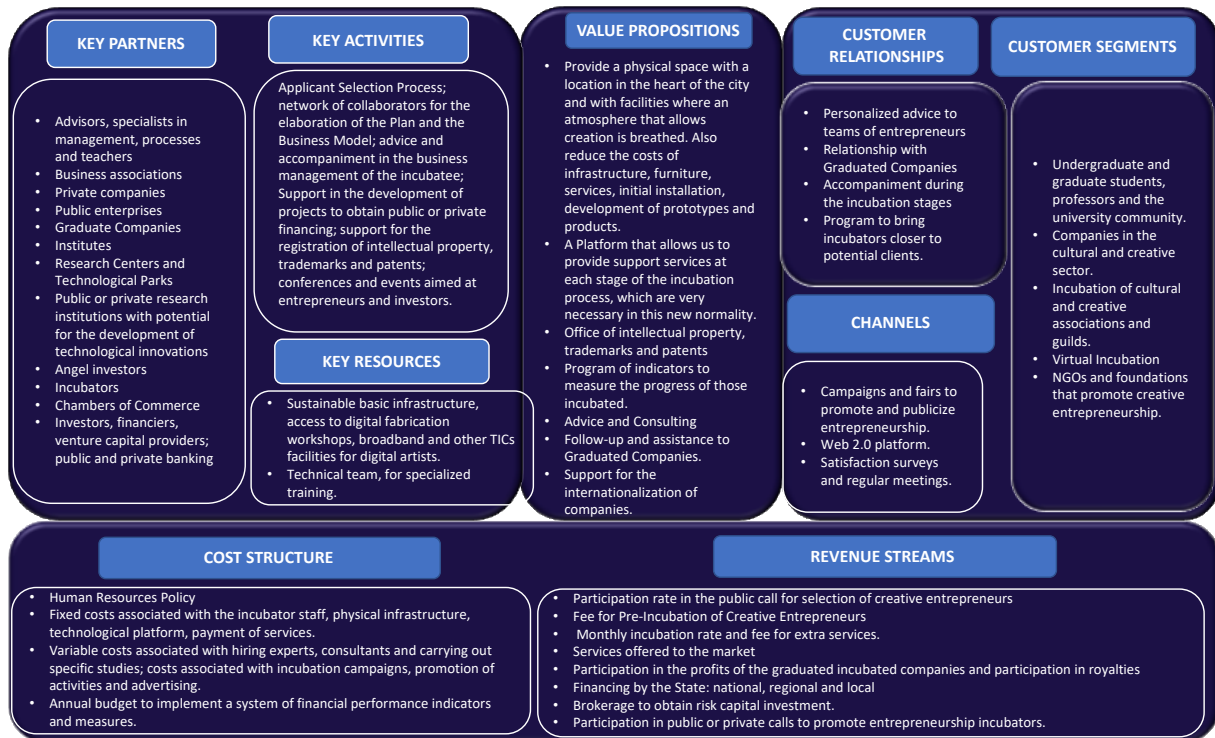 KEY PARTNERS
• Advisors, specialists in
management, processes
and teachers
• Business associations
• Private companies
• Public enterprises
• Graduate Companies
• Institutes
• Research Centers and
Technological Parks
• Public or private research
institutions with potential
for the development of
technological innovations
• Angel investors
• Incubators
• Chambers of Commerce
• Investors, financiers,
venture capital providers;
public and private banking
KEY ACTIVITIES
Applicant Selection Process;
network of collaborators for the
elaboration of the Plan and the
Business Model; advice and
accompaniment in the business
management of the incubatee;
Support in the development of
projects to obtain public or private
financing; support for the
registration of intellectual property,
trademarks and patents;
conferences and events aimed at
entrepreneurs and investors.
KEY RESOURCES
• Sustainable basic infrastructure,
access to digital fabrication
workshops, broadband and other TICs
facilities for digital artists.
• Technical team, for specialized
training.
VALUE PROPOSITIONS
• Provide a physical space with a
location in the heart of the city
and with facilities where an
atmosphere that allows
creation is breathed. Also
reduce the costs of
infrastructure, furniture,
services, initial installation,
development of prototypes and
products.
• A Platform that allows us to
provide support services at
each stage of the incubation
process, which are very
necessary in this new normality.
• Office of intellectual property,
trademarks and patents
• Program of indicators to
measure the progress of those
incubated.
• Advice and Consulting
• Follow-up and assistance to
Graduated Companies.
• Support for the
internationalization of
companies.
CUSTOMER
RELATIONSHIPS
• Personalized advice to
teams of entrepreneurs
• Relationship with
Graduated Companies
• Accompaniment during
the incubation stages
• Program to bring
incubators closer to
potential clients.
CHANNELS
• Campaigns and fairs to
promote and publicize
entrepreneurship.
• Web 2.0 platform.
• Satisfaction surveys
and regular meetings.
CUSTOMER SEGMENTS
• Undergraduate and
graduate students,
professors and the
university community.
• Companies in the
cultural and creative
sector.
• Incubation of cultural
and creative
associations and
guilds.
• Virtual Incubation
• NGOs and foundations
that promote creative
entrepreneurship.
COST STRUCTURE
• Human Resources Policy
• Fixed costs associated with the incubator staff, physical infrastructure,
technological platform, payment of services.
• Variable costs associated with hiring experts, consultants and carrying out
specific studies; costs associated with incubation campaigns, promotion of
activities and advertising.
• Annual budget to implement a system of financial performance indicators
and measures.
REVENUE STREAMS
• Participation rate in the public call for selection of creative entrepreneurs
• Fee for Pre-Incubation of Creative Entrepreneurs
• Monthly incubation rate and fee for extra services.
• Services offered to the market
• Participation in the profits of the graduated incubated companies and participation in royalties
• Financing by the State: national, regional and local
• Brokerage to obtain risk capital investment.
• Participation in public or private calls to promote entrepreneurship incubators.